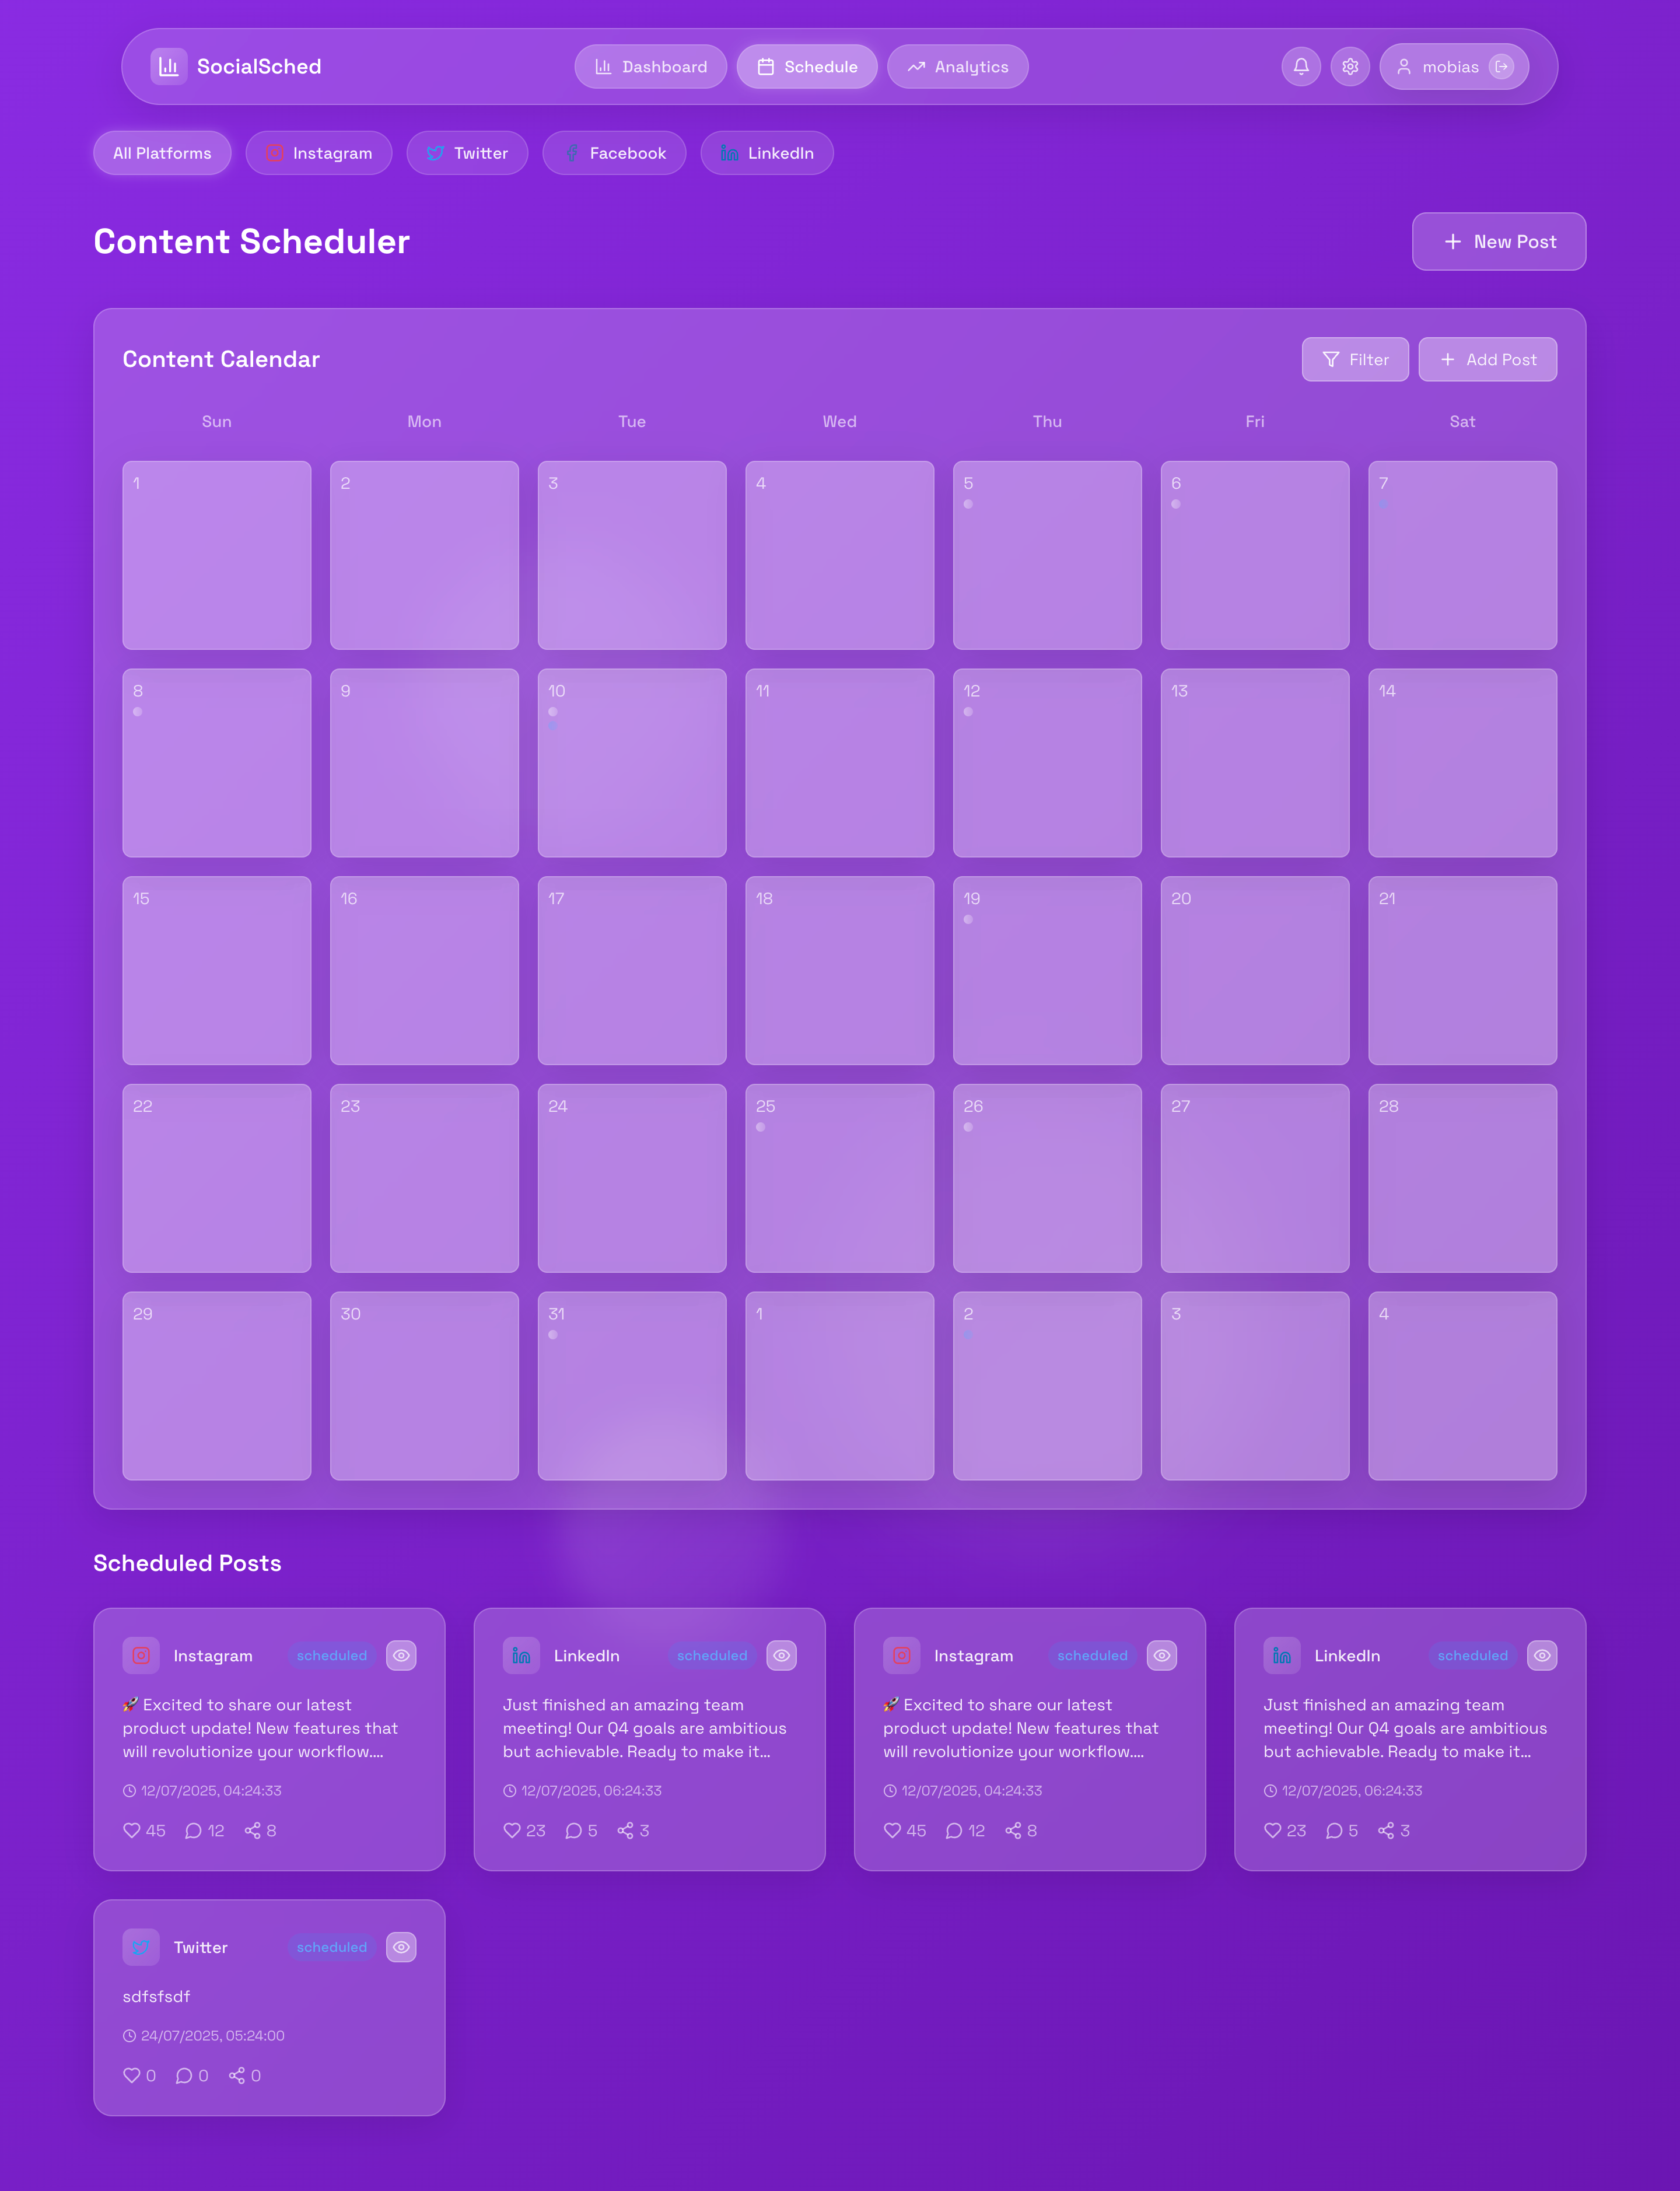 SocialSched
Dashboard
Schedule
Analytics
mobias
All Platforms
Instagram
Twitter
Facebook
LinkedIn
Content Scheduler
New Post
Content Calendar
Filter
Add Post
Sun Mon Tue Wed Thu Fri Sat
1 2 3 4 5 6 7
8 9 10 11 12 13 14
15 16 17 18 19 20 21
22 23 24 25 26 27 28
29 30 31 1 2 3 4
Scheduled Posts
Instagram scheduled
🚀 Excited to share our latest
product update! New features that
will revolutionize your workflow....
12/07/2025, 04:24:33
45 12 8
LinkedIn scheduled
Just finished an amazing team
meeting! Our Q4 goals are ambitious
but achievable. Ready to make it...
12/07/2025, 06:24:33
23 5 3
Instagram scheduled
🚀 Excited to share our latest
product update! New features that
will revolutionize your workflow....
12/07/2025, 04:24:33
45 12 8
LinkedIn scheduled
Just finished an amazing team
meeting! Our Q4 goals are ambitious
but achievable. Ready to make it...
12/07/2025, 06:24:33
23 5 3
Twitter scheduled
sdfsfsdf
24/07/2025, 05:24:00
0 0 0